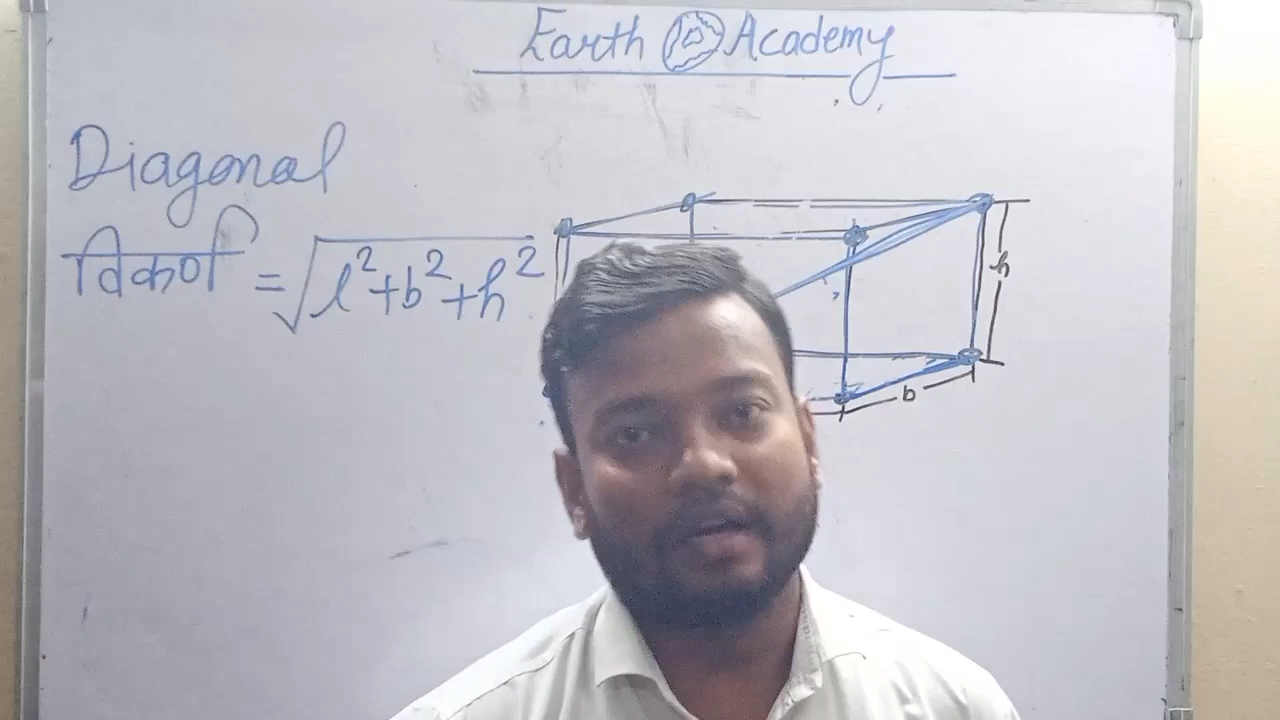 Earth Academy
Diagonal
विकर्ण = √l²+b²+h²
h
b